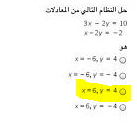 حل النظام التالي من المعادلات
3x − 2y = 10
x − 2y = −2
هو
x = −6, y = 4
x = −6, y = −4
x = 6, y = 4
x = 6, y = −4